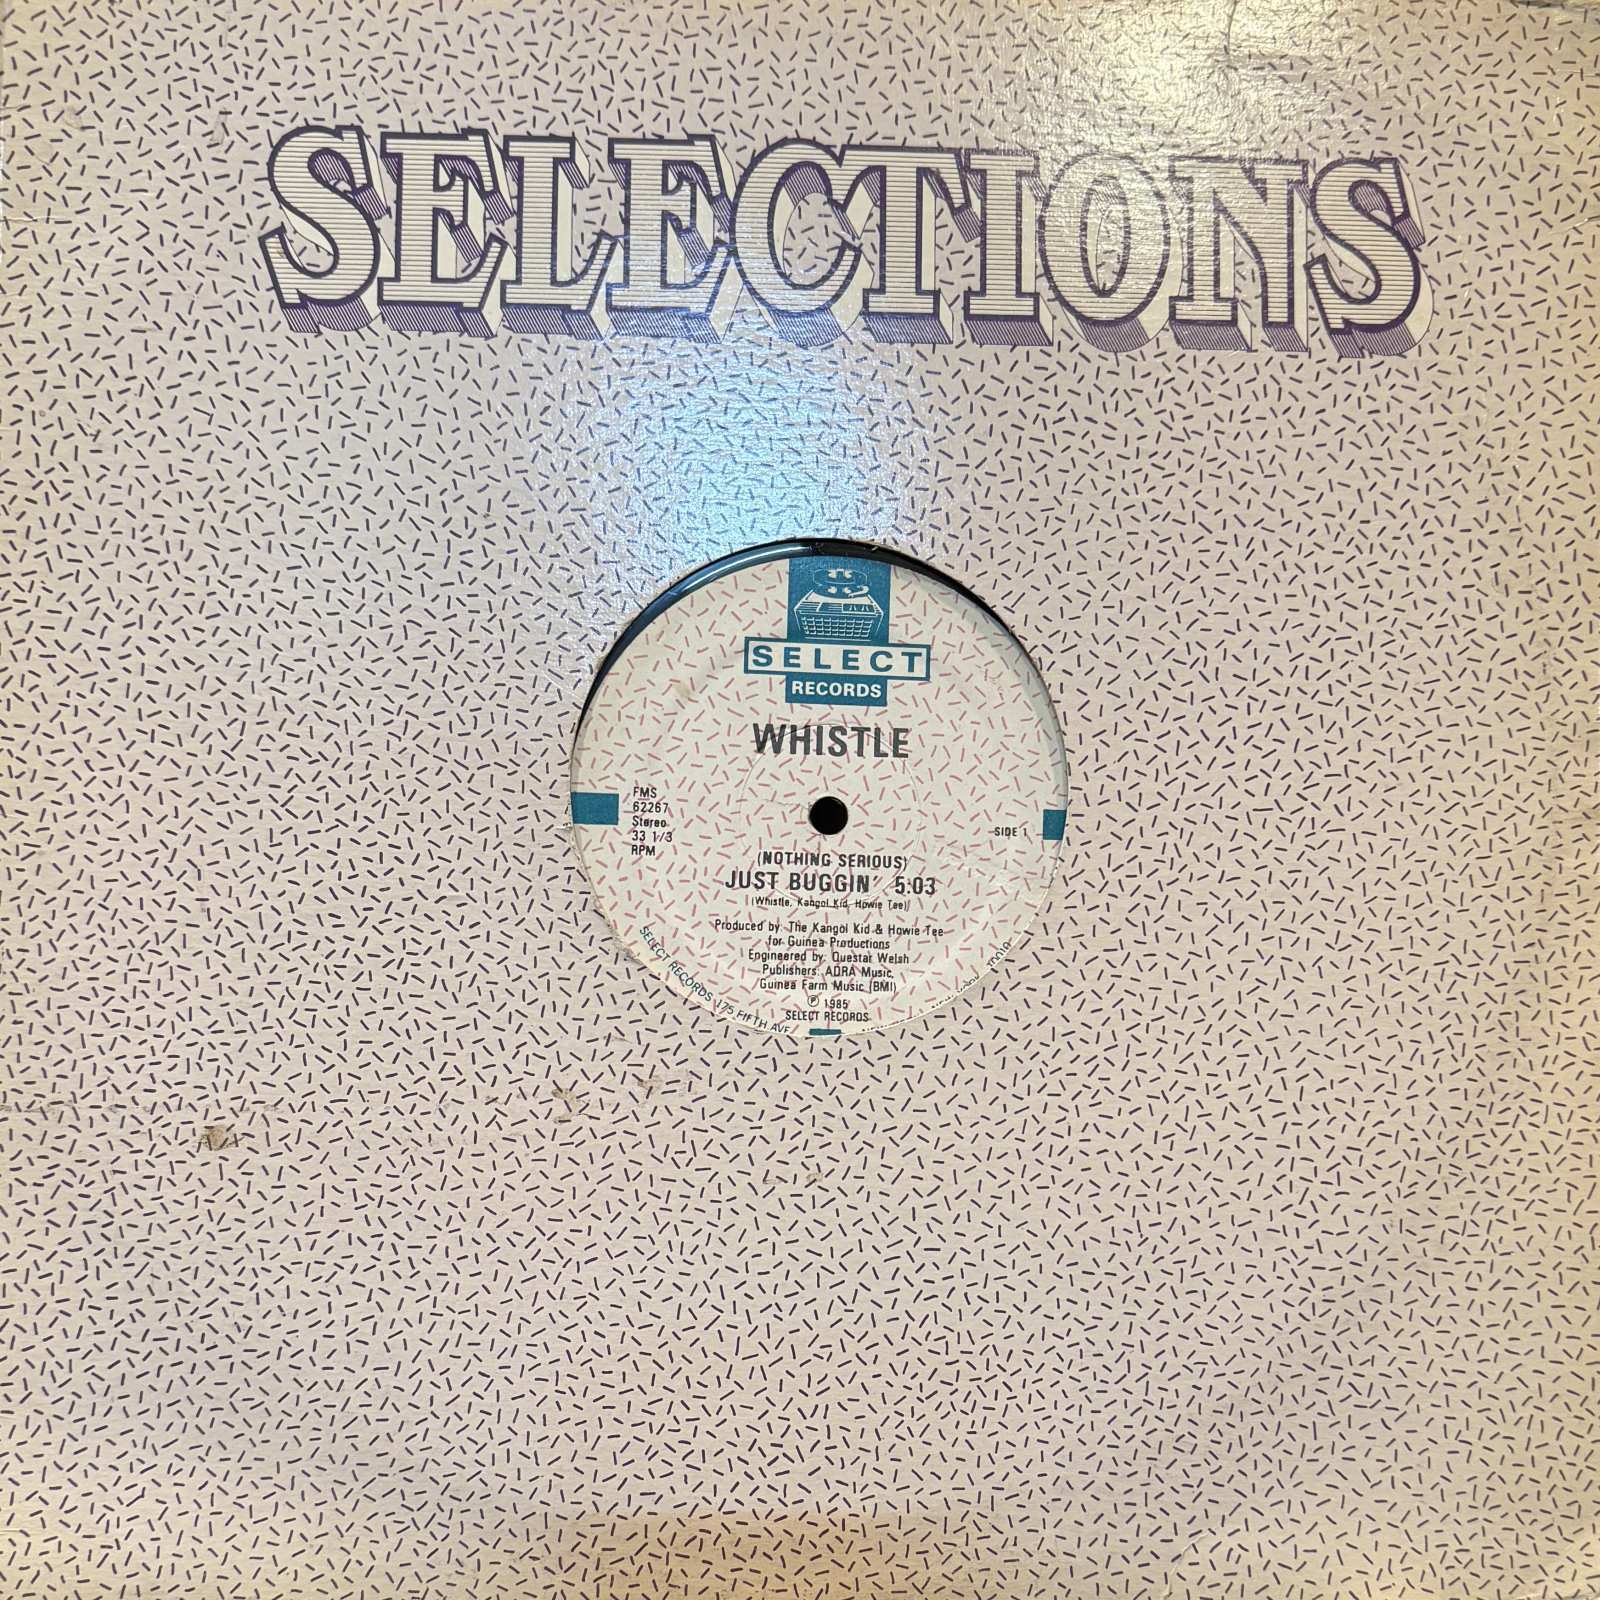 SELECTIONS
SELECT
RECORDS
WHISTLE
FMS
62267
Stereo
33 1/3
RPM
SIDE 1
(NOTHING SERIOUS)
JUST BUGGIN' 5:03
(Whistle, Kangol Kid, Howie Tee)
Produced by: The Kangol Kid & Howie Tee
for Guinea Productions
Engineered by: Questar Welsh
Publishers: ADRA Music,
Guinea Farm Music (BMI)
℗ 1985
SELECT RECORDS
SELECT RECORDS 175 FIFTH AVE
10010